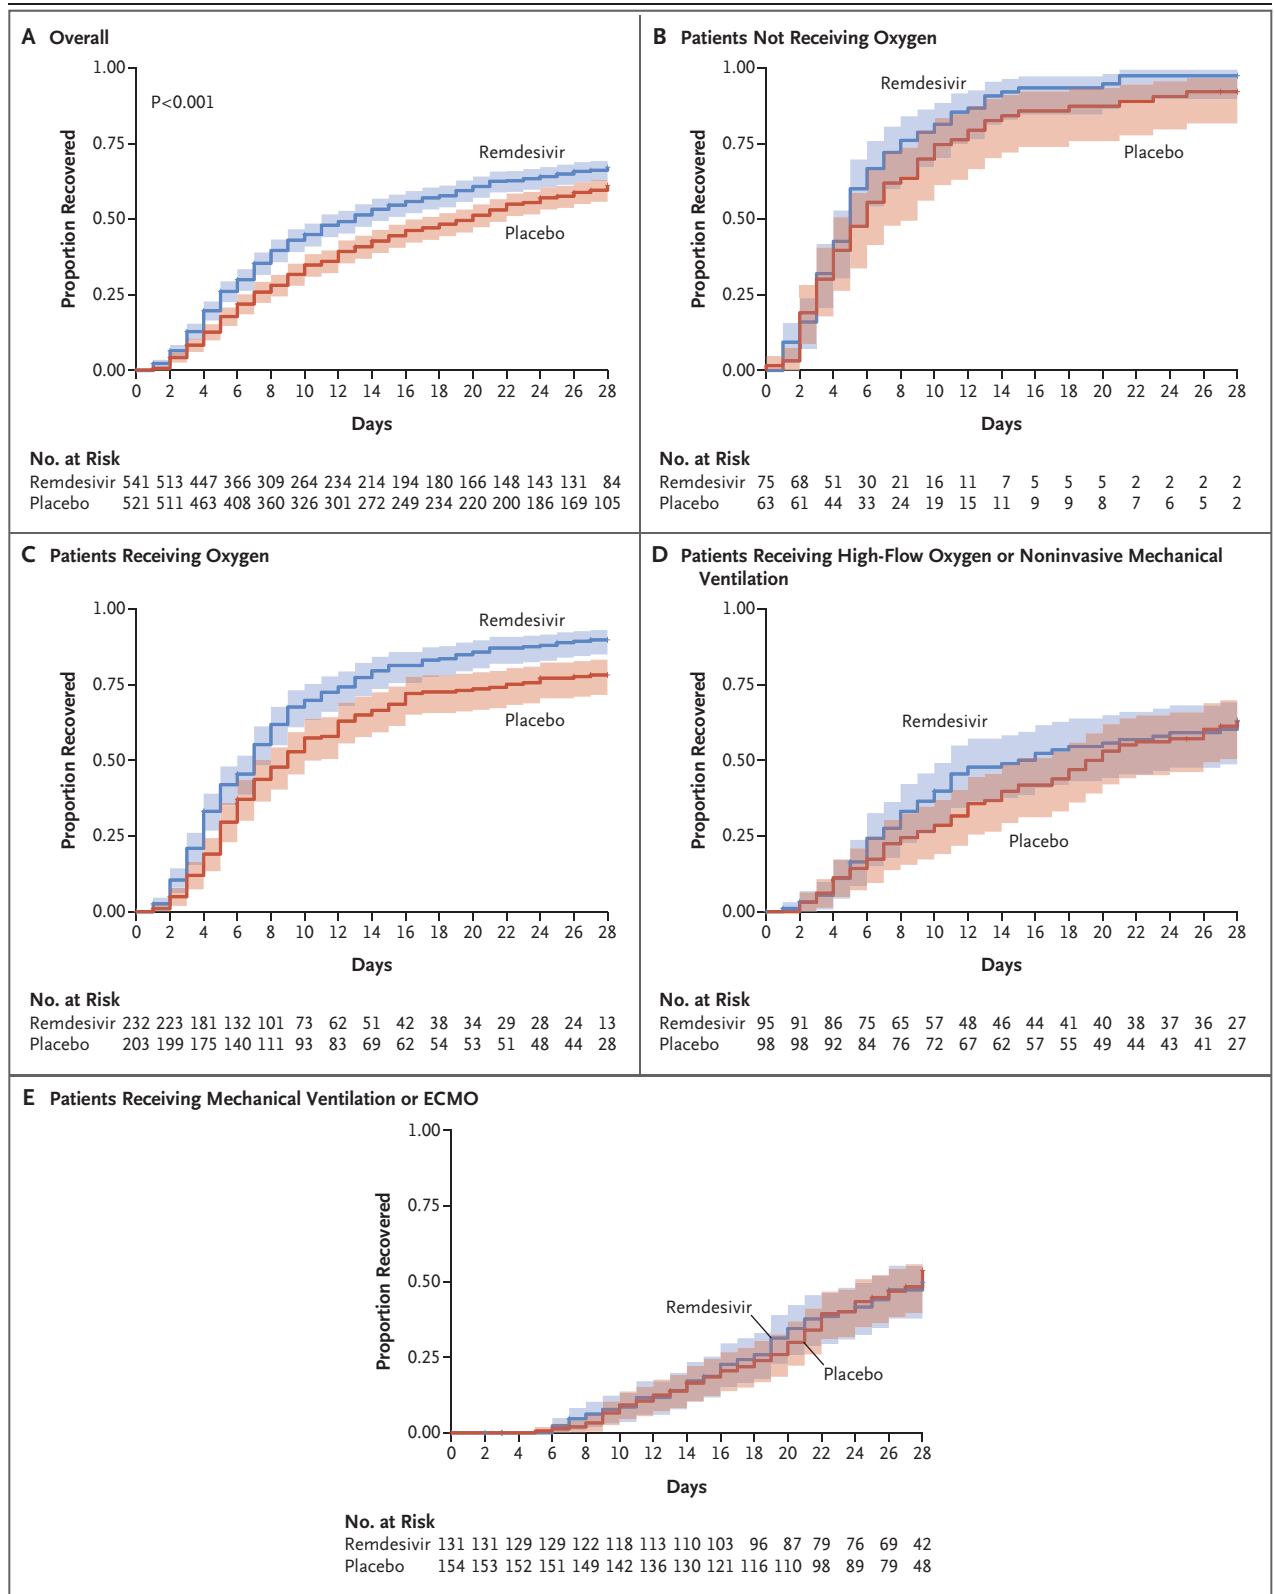 A Overall
1.00
0.75
0.50
0.25
0.00
Proportion Recovered
P<0.001
Remdesivir
Placebo
0 2 4 6 8 10 12 14 16 18 20 22 24 26 28
Days
No. at Risk
Remdesivir 541 513 447 366 309 264 234 214 194 180 166 148 143 131 84
Placebo 521 511 463 408 360 326 301 272 249 234 220 200 186 169 105
B Patients Not Receiving Oxygen
1.00
0.75
0.50
0.25
0.00
Proportion Recovered
Remdesivir
Placebo
0 2 4 6 8 10 12 14 16 18 20 22 24 26 28
Days
No. at Risk
Remdesivir 75 68 51 30 21 16 11 7 5 5 5 2 2 2 2
Placebo 63 61 44 33 24 19 15 11 9 9 8 7 6 5 2
C Patients Receiving Oxygen
1.00
0.75
0.50
0.25
0.00
Proportion Recovered
Remdesivir
Placebo
0 2 4 6 8 10 12 14 16 18 20 22 24 26 28
Days
No. at Risk
Remdesivir 232 223 181 132 101 73 62 51 42 38 34 29 28 24 13
Placebo 203 199 175 140 111 93 83 69 62 54 53 51 48 44 28
D Patients Receiving High-Flow Oxygen or Noninvasive Mechanical
Ventilation
1.00
0.75
0.50
0.25
0.00
Proportion Recovered
Remdesivir
Placebo
0 2 4 6 8 10 12 14 16 18 20 22 24 26 28
Days
No. at Risk
Remdesivir 95 91 86 75 65 57 48 46 44 41 40 38 37 36 27
Placebo 98 98 92 84 76 72 67 62 57 55 49 44 43 41 27
E Patients Receiving Mechanical Ventilation or ECMO
1.00
0.75
0.50
0.25
0.00
Proportion Recovered
Remdesivir
Placebo
0 2 4 6 8 10 12 14 16 18 20 22 24 26 28
Days
No. at Risk
Remdesivir 131 131 129 129 122 118 113 110 103 96 87 79 76 69 42
Placebo 154 153 152 151 149 142 136 130 121 116 110 98 89 79 48